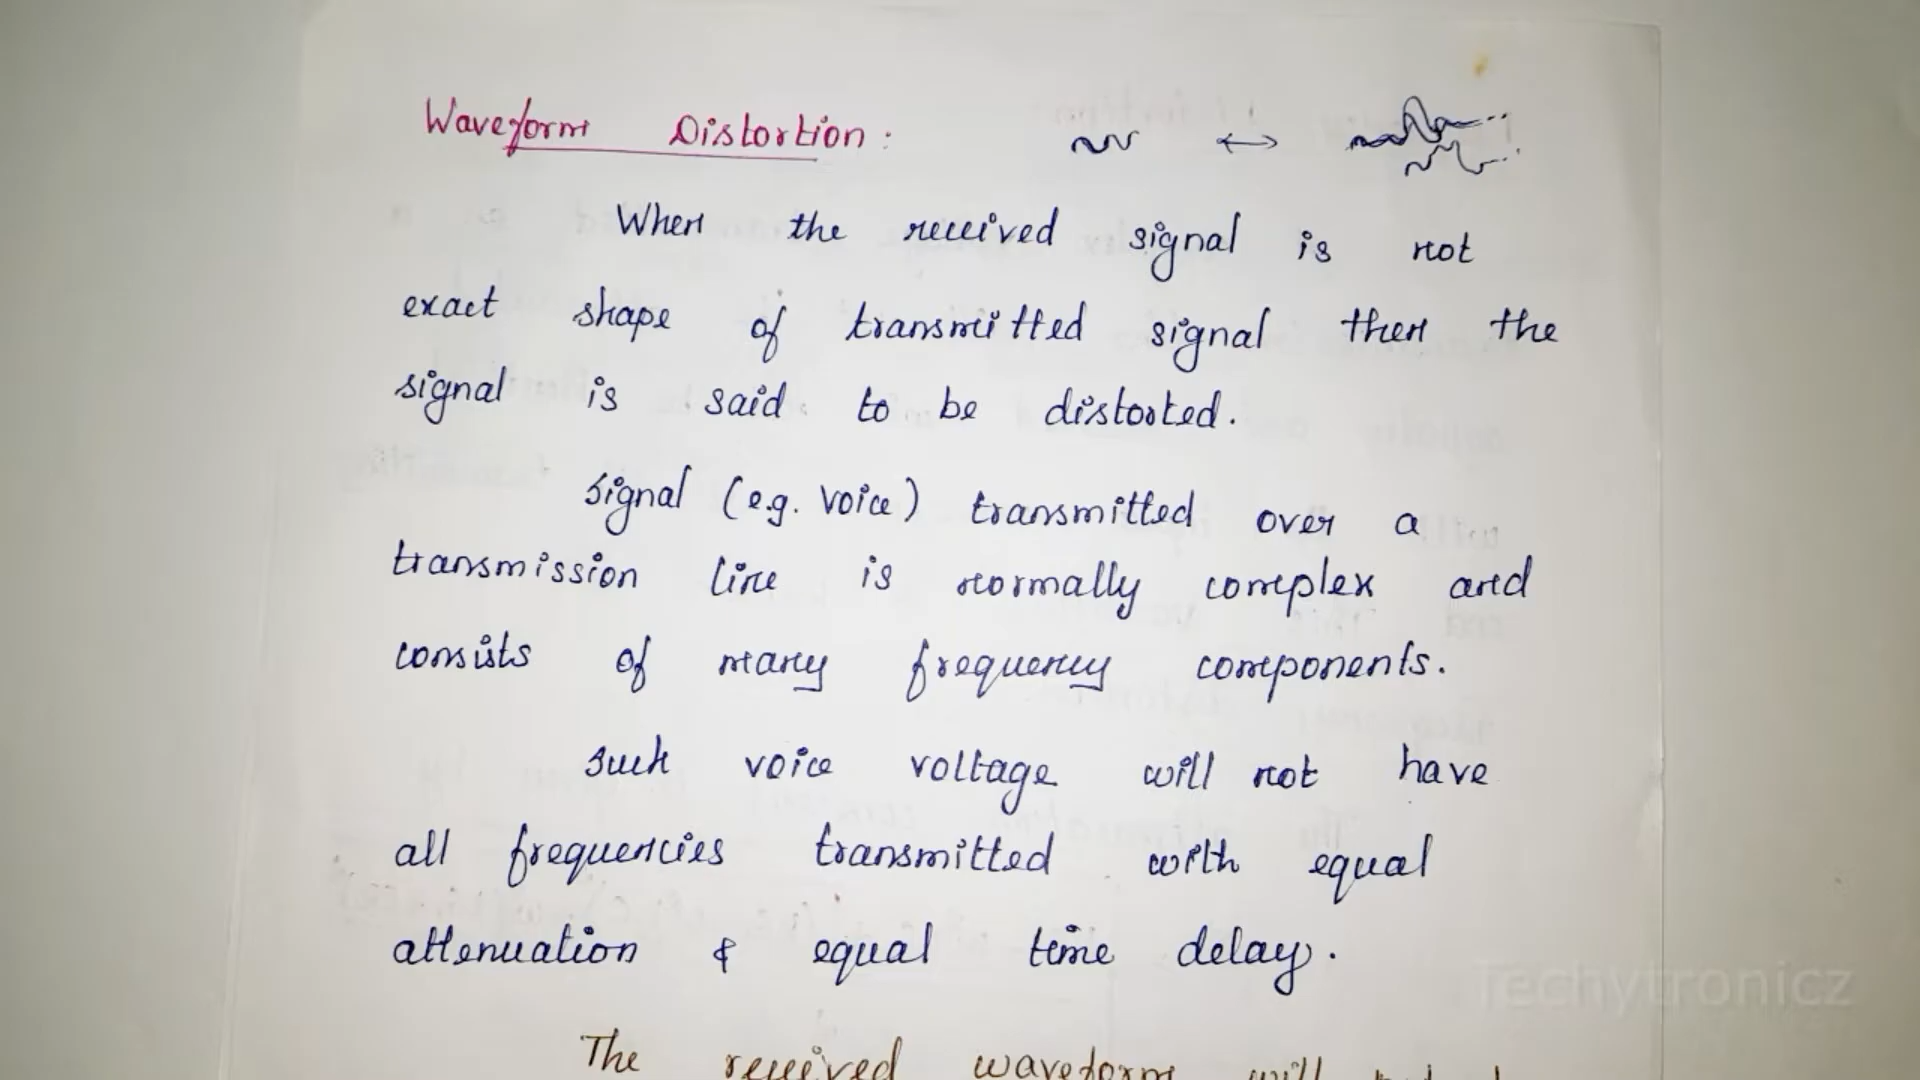 Waveform Distortion:
When the received signal is not
exact shape of transmitted signal then the
signal is said to be distorted.
Signal (e.g. voice) transmitted over a
transmission line is normally complex and
consists of many frequency components.
Such voice voltage will not have
all frequencies transmitted with equal
attenuation & equal time delay.
The received waveform will
Techytronicz